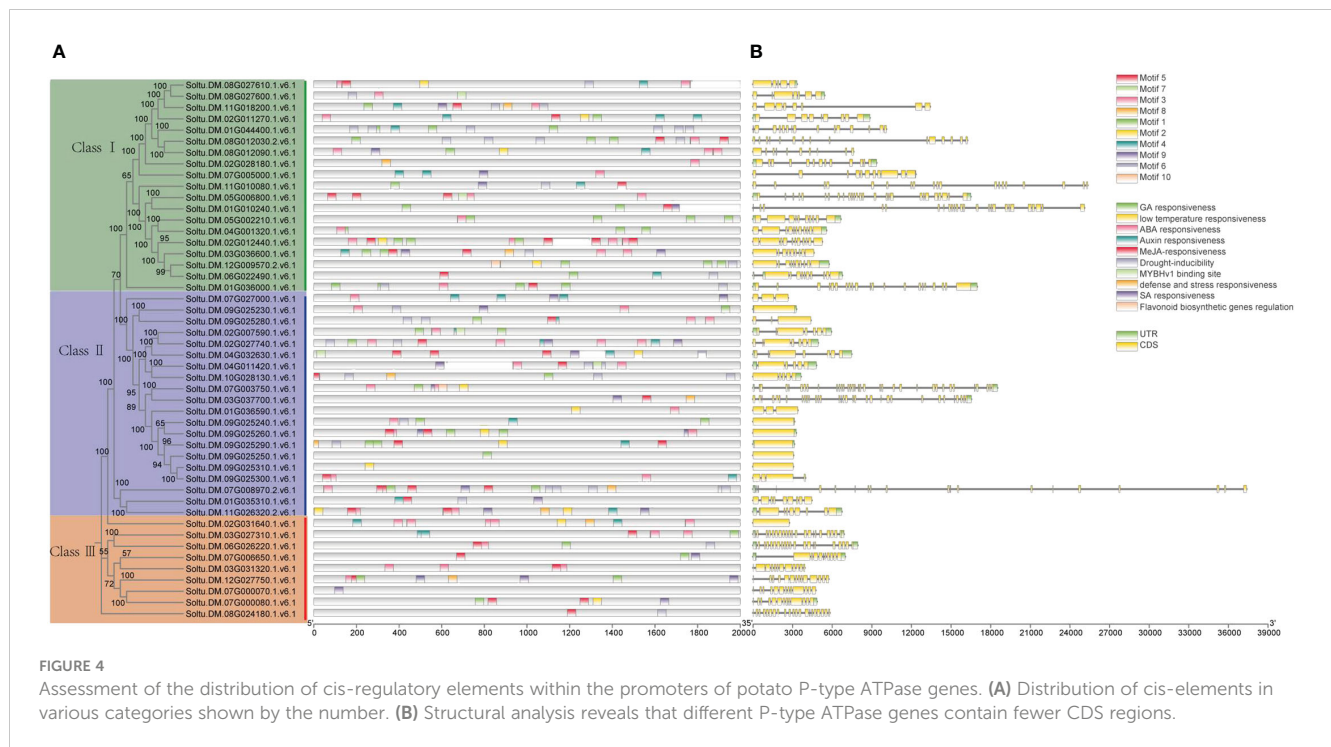 A
B
Class I
Class II
Class III
Soltu.DM.08G027610.1.v6.1
Soltu.DM.08G027600.1.v6.1
Soltu.DM.11G018200.1.v6.1
Soltu.DM.02G011270.1.v6.1
Soltu.DM.01G044400.1.v6.1
Soltu.DM.08G012030.2.v6.1
Soltu.DM.08G012090.1.v6.1
Soltu.DM.02G028180.1.v6.1
Soltu.DM.07G005000.1.v6.1
Soltu.DM.11G010080.1.v6.1
Soltu.DM.05G006800.1.v6.1
Soltu.DM.01G010240.1.v6.1
Soltu.DM.05G002210.1.v6.1
Soltu.DM.04G001320.1.v6.1
Soltu.DM.02G012440.1.v6.1
Soltu.DM.03G036600.1.v6.1
Soltu.DM.12G009570.2.v6.1
Soltu.DM.06G022490.1.v6.1
Soltu.DM.01G036000.1.v6.1
Soltu.DM.07G027000.1.v6.1
Soltu.DM.09G025230.1.v6.1
Soltu.DM.09G025280.1.v6.1
Soltu.DM.02G007590.1.v6.1
Soltu.DM.02G027740.1.v6.1
Soltu.DM.04G032630.1.v6.1
Soltu.DM.04G011420.1.v6.1
Soltu.DM.10G028130.1.v6.1
Soltu.DM.07G003750.1.v6.1
Soltu.DM.03G037700.1.v6.1
Soltu.DM.01G036590.1.v6.1
Soltu.DM.09G025240.1.v6.1
Soltu.DM.09G025260.1.v6.1
Soltu.DM.09G025290.1.v6.1
Soltu.DM.09G025250.1.v6.1
Soltu.DM.09G025310.1.v6.1
Soltu.DM.09G025300.1.v6.1
Soltu.DM.07G008970.2.v6.1
Soltu.DM.01G035310.1.v6.1
Soltu.DM.11G026320.2.v6.1
Soltu.DM.02G031640.1.v6.1
Soltu.DM.03G027310.1.v6.1
Soltu.DM.06G026220.1.v6.1
Soltu.DM.07G006650.1.v6.1
Soltu.DM.03G031320.1.v6.1
Soltu.DM.12G027750.1.v6.1
Soltu.DM.07G000070.1.v6.1
Soltu.DM.07G000080.1.v6.1
Soltu.DM.08G024180.1.v6.1
5' 0 200 400 600 800 1000 1200 1400 1600 1800 2000 3'
5' 0 3000 6000 9000 12000 15000 18000 21000 24000 27000 30000 33000 36000 39000 3'
Motif 5
Motif 7
Motif 3
Motif 8
Motif 1
Motif 2
Motif 4
Motif 9
Motif 6
Motif 10
GA responsiveness
low temperature responsiveness
ABA responsiveness
Auxin responsiveness
MeJA-responsiveness
Drought-inducibility
MYBHv1 binding site
defense and stress responsiveness
SA responsiveness
Flavonoid biosynthetic genes regulation
UTR
CDS
FIGURE 4
Assessment of the distribution of cis-regulatory elements within the promoters of potato P-type ATPase genes. (A) Distribution of cis-elements in
various categories shown by the number. (B) Structural analysis reveals that different P-type ATPase genes contain fewer CDS regions.